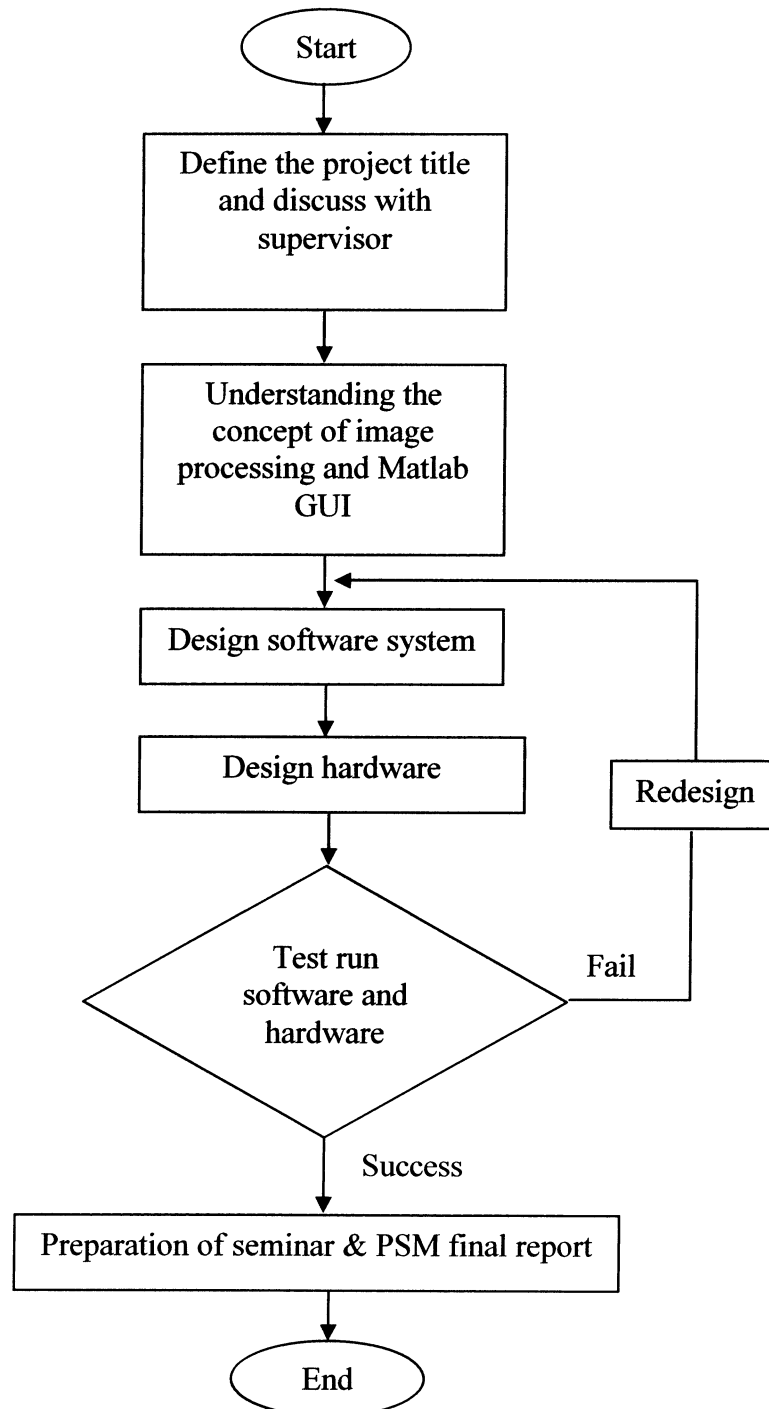 Start
Define the project title
and discuss with
supervisor
Understanding the
concept of image
processing and Matlab
GUI
Design software system
Design hardware
Redesign
Test run
software and
hardware
Fail
Success
Preparation of seminar & PSM final report
End